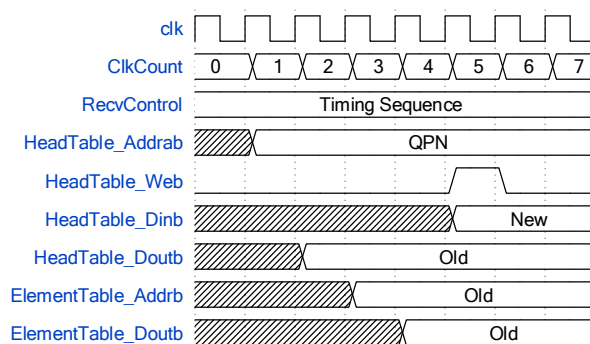 clk
ClkCount 0 1 2 3 4 5 6 7
RecvControl Timing Sequence
HeadTable_Addrab QPN
HeadTable_Web
HeadTable_Dinb New
HeadTable_Doutb Old
ElementTable_Addrb Old
ElementTable_Doutb Old